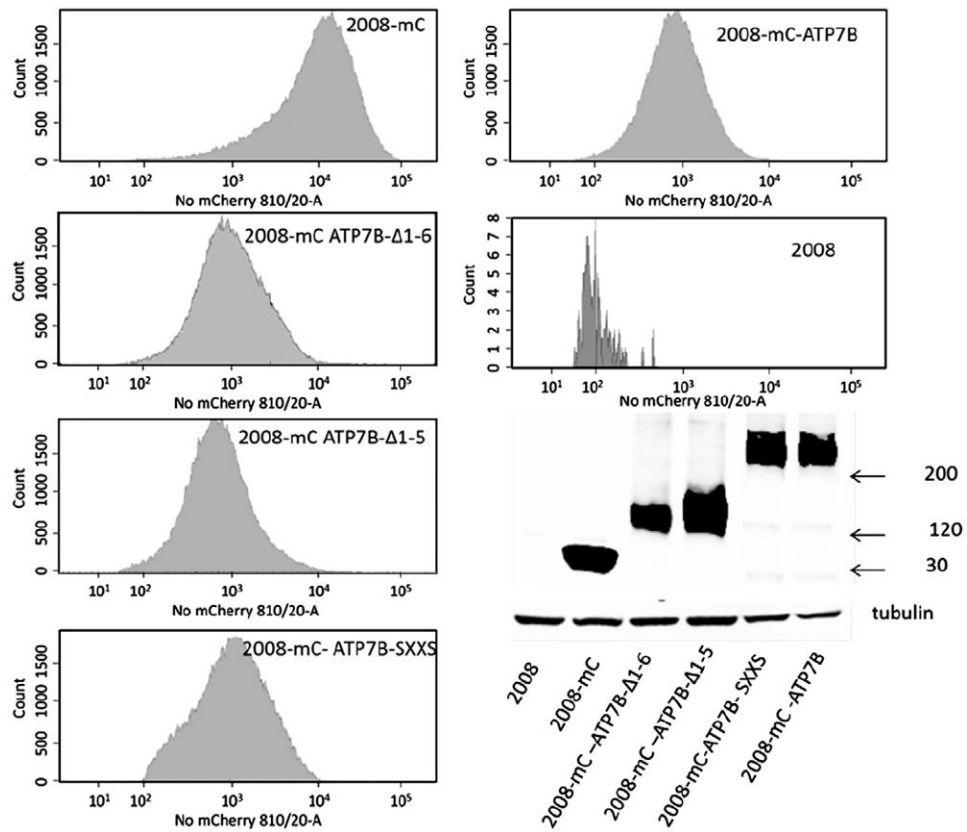 2008-mC
Count
0 500 1000 1500
10¹ 10² 10³ 10⁴ 10⁵
No mCherry 810/20-A
2008-mC-ATP7B
Count
0 500 1000 1500
10¹ 10² 10³ 10⁴ 10⁵
No mCherry 810/20-A
2008-mC ATP7B-Δ1-6
Count
0 500 1000 1500
10¹ 10² 10³ 10⁴ 10⁵
No mCherry 810/20-A
2008
Count
0 1 2 3 4 5 6 7 8
10¹ 10² 10³ 10⁴ 10⁵
No mCherry 810/20-A
2008-mC ATP7B-Δ1-5
Count
0 500 1000 1500
10¹ 10² 10³ 10⁴ 10⁵
No mCherry 810/20-A
2008-mC- ATP7B-SXXS
Count
0 500 1000 1500
10¹ 10² 10³ 10⁴ 10⁵
No mCherry 810/20-A
200
120
30
tubulin
2008
2008-mC
2008-mC –ATP7B-Δ1-6
2008-mC –ATP7B-Δ1-5
2008-mC-ATP7B- SXXS
2008-mC -ATP7B